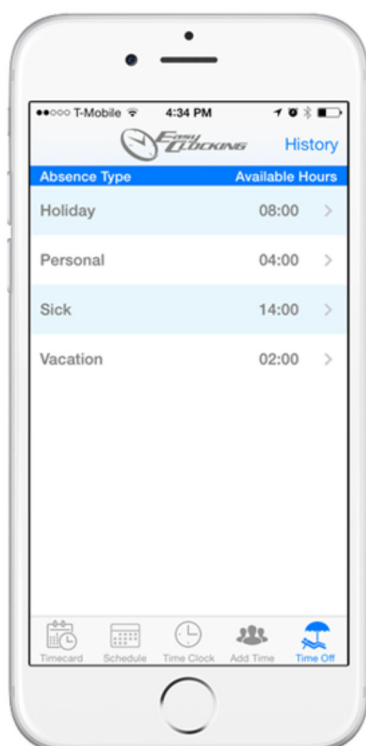 T-Mobile 4:34 PM
Easy Clocking History
Absence Type Available Hours
Holiday 08:00
Personal 04:00
Sick 14:00
Vacation 02:00
Timecard Schedule Time Clock Add Time Time Off